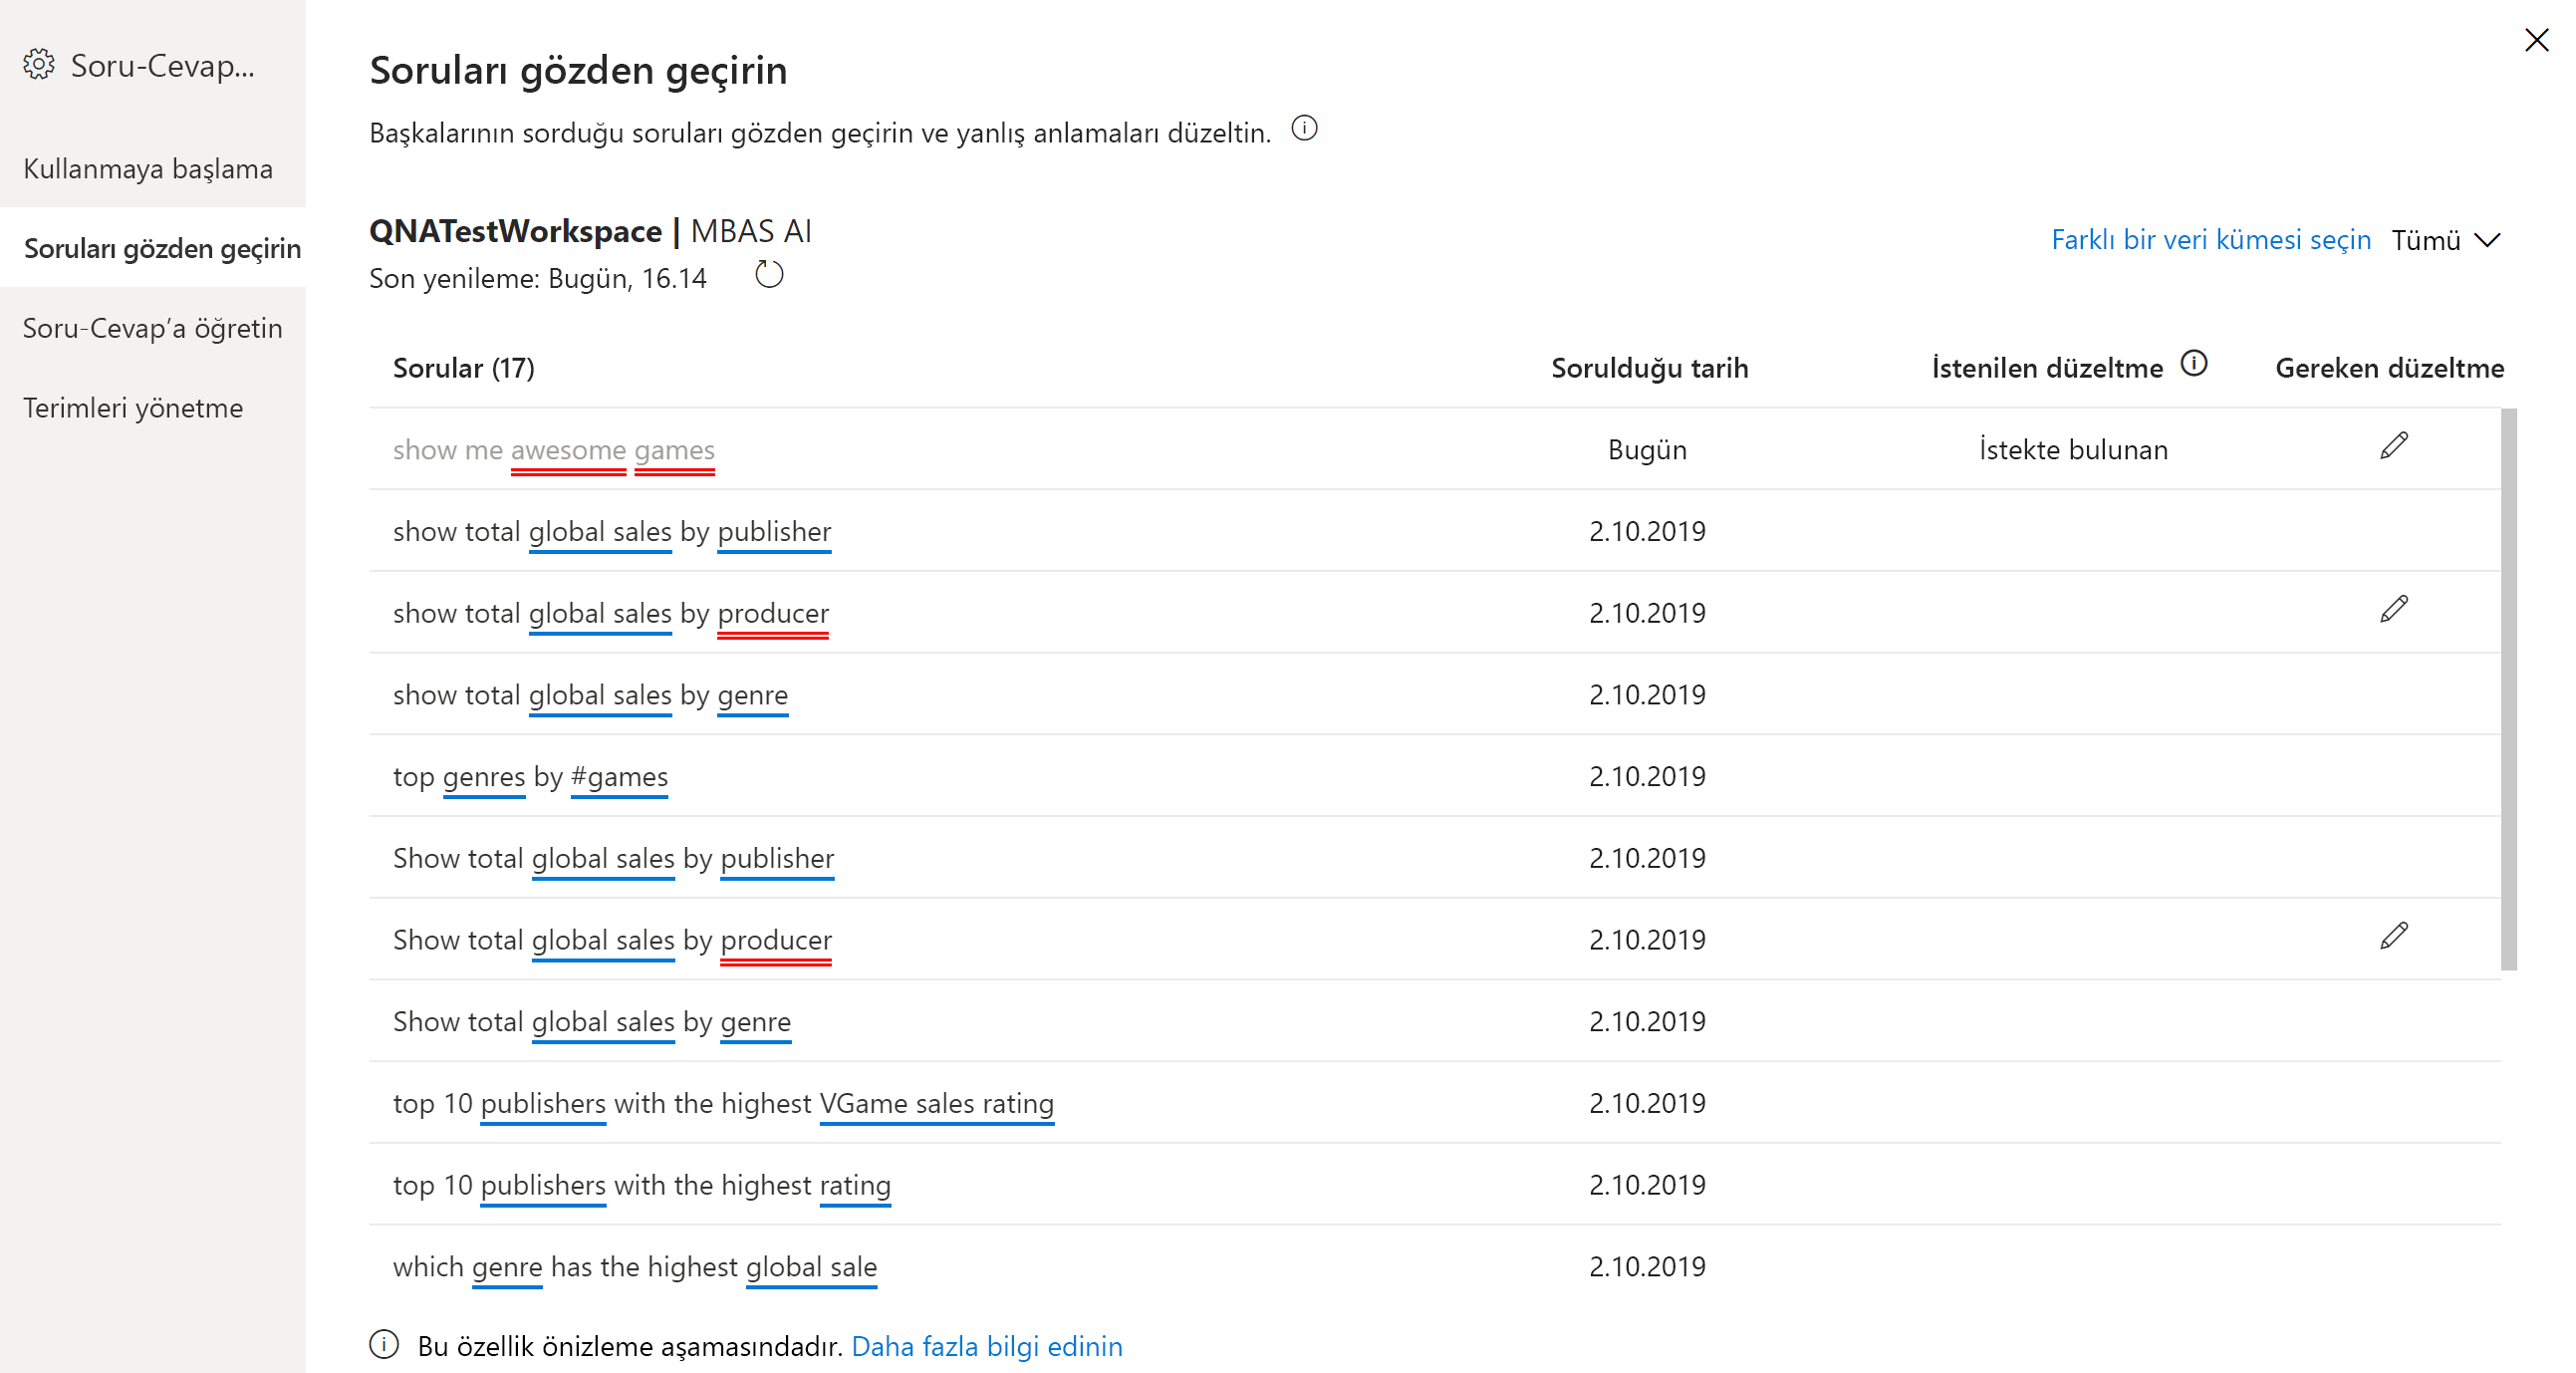 Soru-Cevap...
Kullanmaya başlama
Soruları gözden geçirin
Soru-Cevap’a öğretin
Terimleri yönetme
Soruları gözden geçirin
Başkalarının sorduğu soruları gözden geçirin ve yanlış anlamaları düzeltin.
QNATestWorkspace | MBAS AI
Son yenileme: Bugün, 16.14
Farklı bir veri kümesi seçin Tümü
Sorular (17) Sorulduğu tarih İstenilen düzeltme Gereken düzeltme
show me awesome games Bugün İstekte bulunan
show total global sales by publisher 2.10.2019
show total global sales by producer 2.10.2019
show total global sales by genre 2.10.2019
top genres by #games 2.10.2019
Show total global sales by publisher 2.10.2019
Show total global sales by producer 2.10.2019
Show total global sales by genre 2.10.2019
top 10 publishers with the highest VGame sales rating 2.10.2019
top 10 publishers with the highest rating 2.10.2019
which genre has the highest global sale 2.10.2019
Bu özellik önizleme aşamasındadır. Daha fazla bilgi edinin